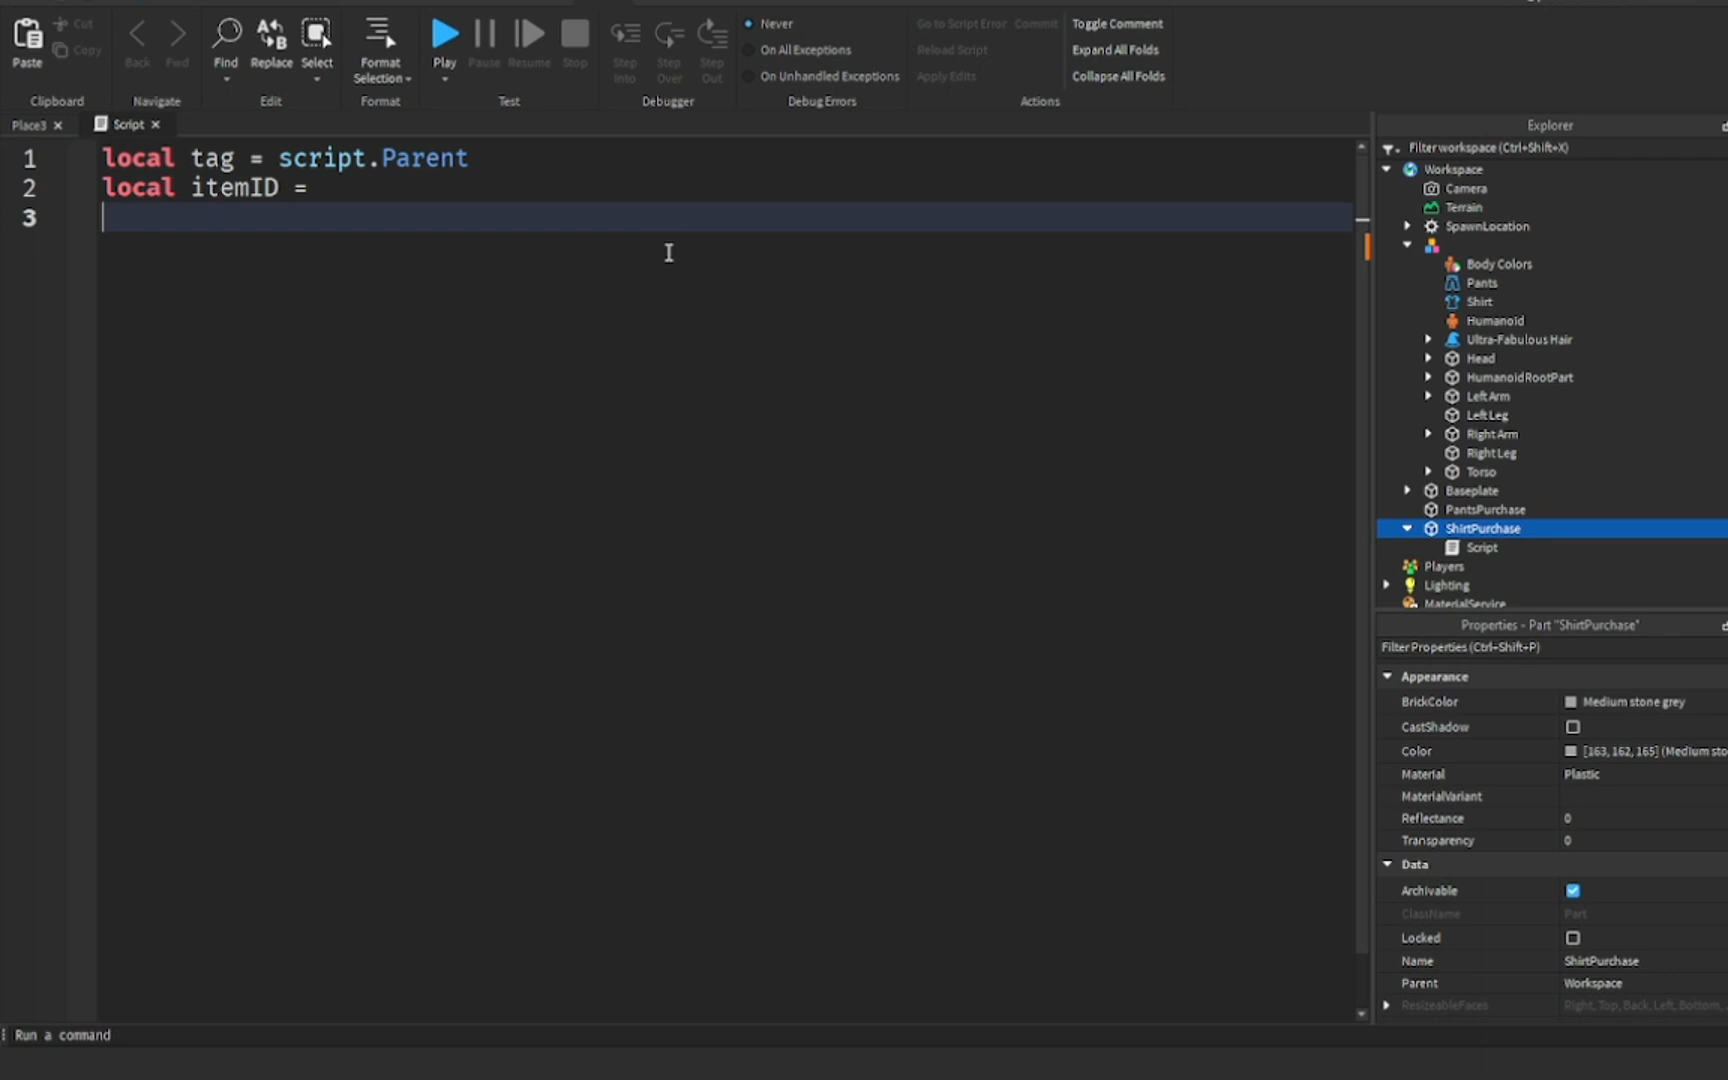 Cut
Paste
Copy
Clipboard
Back
Fwd
Navigate
Find
Replace
Select
Edit
Format
Selection
Format
Play
Pause
Resume
Stop
Test
Step
Into
Step
Over
Step
Out
Debugger
Never
On All Exceptions
On Unhandled Exceptions
Debug Errors
Go to Script Error
Commit
Reload Script
Apply Edits
Toggle Comment
Expand All Folds
Collapse All Folds
Actions
Place3
Script
1 local tag = script.Parent
2 local itemID =
3
Explorer
Filter workspace (Ctrl+Shift+X)
Workspace
Camera
Terrain
SpawnLocation
Body Colors
Pants
Shirt
Humanoid
Ultra-Fabulous Hair
Head
HumanoidRootPart
Left Arm
Left Leg
Right Arm
Right Leg
Torso
Baseplate
PantsPurchase
ShirtPurchase
Script
Players
Lighting
MaterialService
Properties - Part "ShirtPurchase"
Filter Properties (Ctrl+Shift+P)
Appearance
BrickColor Medium stone grey
CastShadow
Color [163, 162, 165] (Medium sto
Material Plastic
MaterialVariant
Reflectance 0
Transparency 0
Data
Archivable
ClassName Part
Locked
Name ShirtPurchase
Parent Workspace
ResizeableFaces Right, Top, Back, Left, Bottom,
Run a command